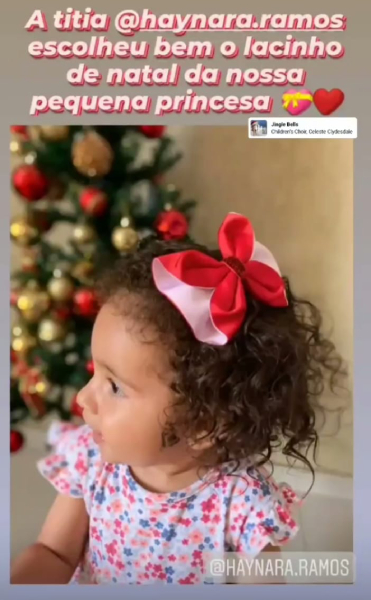 A titia @haynara.ramos
escolheu bem o lacinho
de natal da nossa
pequena princesa 💝❤️
Jingle Bells
Children's Choir, Celeste Clydesdale
@HAYNARA.RAMOS